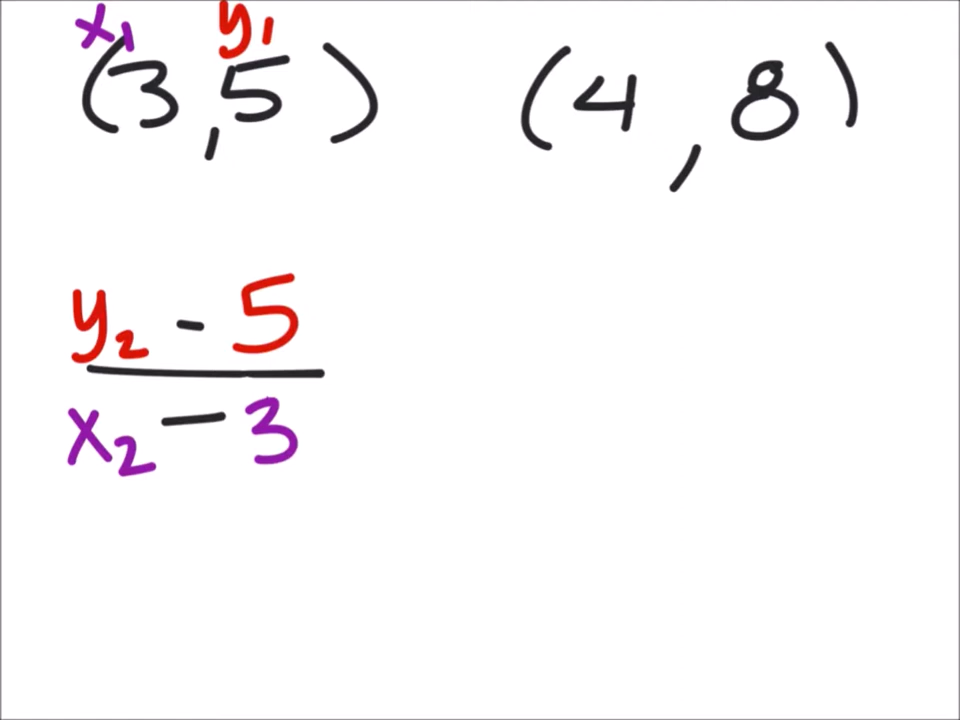 x₁ y₁
(3,5) (4,8)
y₂ - 5
x₂ - 3